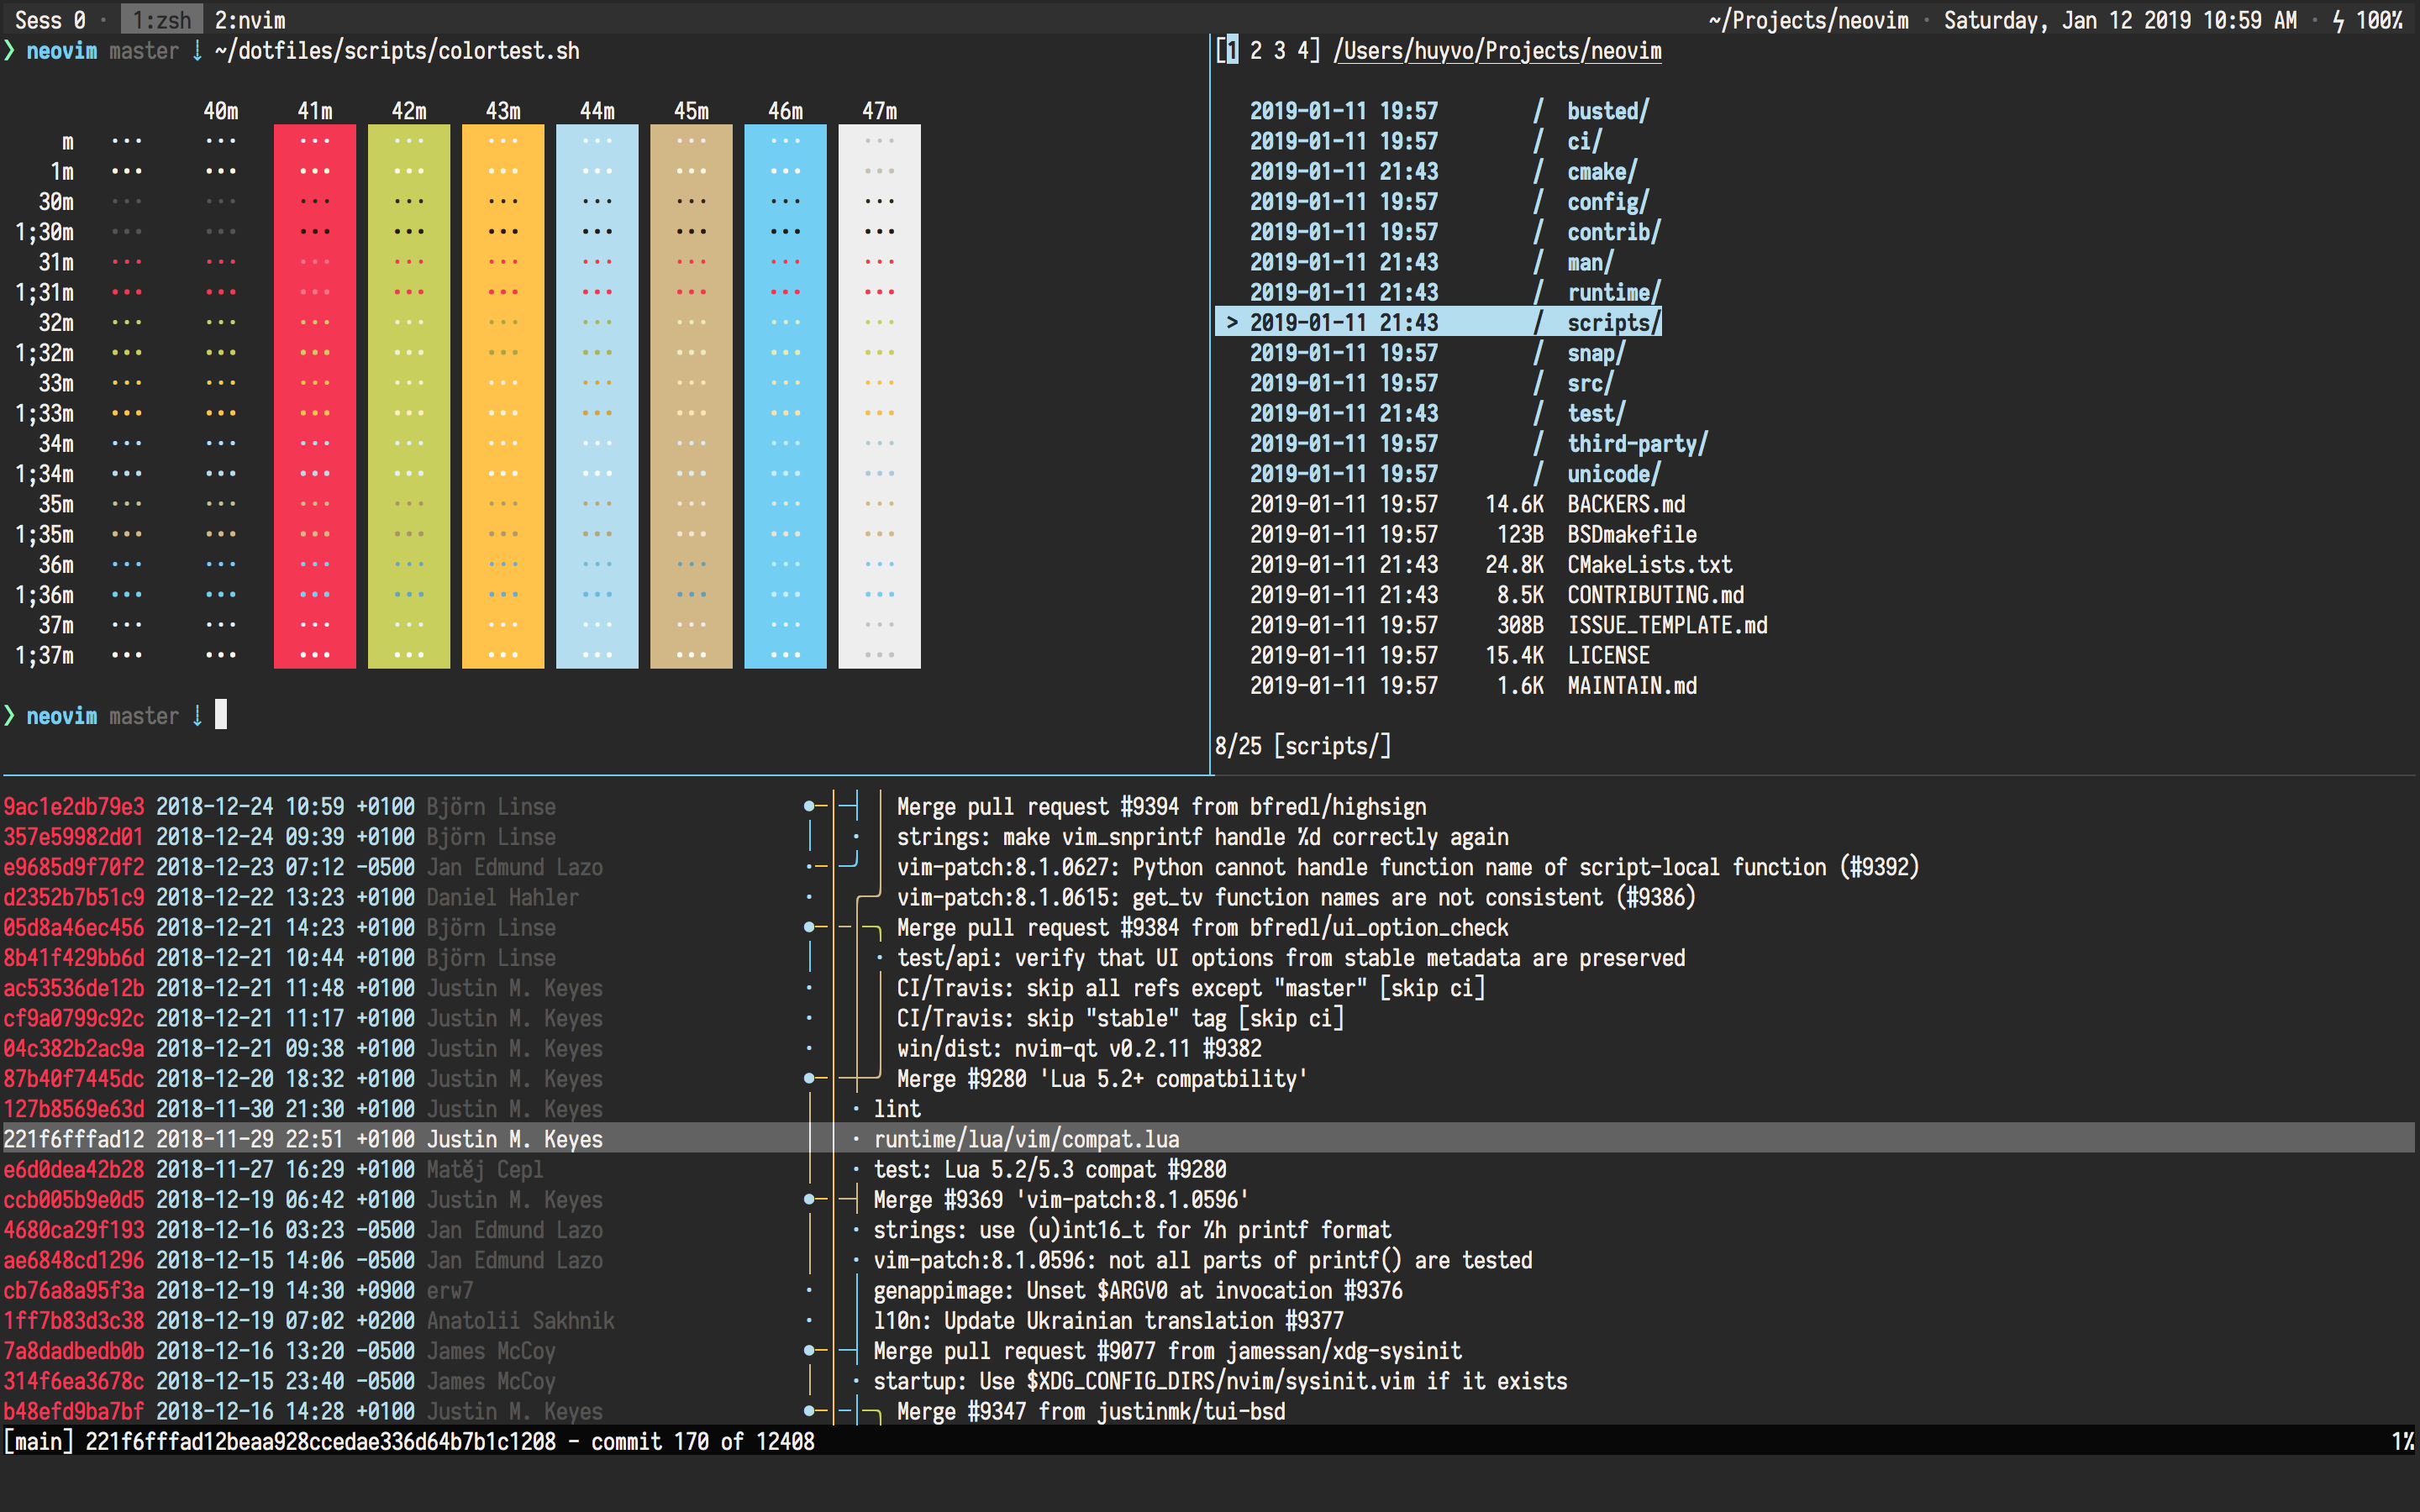 Sess 0 · 1:zsh 2:nvim ~/Projects/neovim · Saturday, Jan 12 2019 10:59 AM · ϟ 100%
❯ neovim master ⇣ ~/dotfiles/scripts/colortest.sh
40m 41m 42m 43m 44m 45m 46m 47m
m ··· ··· ··· ··· ··· ··· ··· ··· ···
1m ··· ··· ··· ··· ··· ··· ··· ··· ···
30m ··· ··· ··· ··· ··· ··· ··· ··· ···
1;30m ··· ··· ··· ··· ··· ··· ··· ··· ···
31m ··· ··· ··· ··· ··· ··· ··· ··· ···
1;31m ··· ··· ··· ··· ··· ··· ··· ··· ···
32m ··· ··· ··· ··· ··· ··· ··· ··· ···
1;32m ··· ··· ··· ··· ··· ··· ··· ··· ···
33m ··· ··· ··· ··· ··· ··· ··· ··· ···
1;33m ··· ··· ··· ··· ··· ··· ··· ··· ···
34m ··· ··· ··· ··· ··· ··· ··· ··· ···
1;34m ··· ··· ··· ··· ··· ··· ··· ··· ···
35m ··· ··· ··· ··· ··· ··· ··· ··· ···
1;35m ··· ··· ··· ··· ··· ··· ··· ··· ···
36m ··· ··· ··· ··· ··· ··· ··· ··· ···
1;36m ··· ··· ··· ··· ··· ··· ··· ··· ···
37m ··· ··· ··· ··· ··· ··· ··· ··· ···
1;37m ··· ··· ··· ··· ··· ··· ··· ··· ···
❯ neovim master ⇣
[1 2 3 4] /Users/huyvo/Projects/neovim
2019-01-11 19:57 / busted/
2019-01-11 19:57 / ci/
2019-01-11 21:43 / cmake/
2019-01-11 19:57 / config/
2019-01-11 19:57 / contrib/
2019-01-11 21:43 / man/
2019-01-11 21:43 / runtime/
> 2019-01-11 21:43 / scripts/
2019-01-11 19:57 / snap/
2019-01-11 19:57 / src/
2019-01-11 21:43 / test/
2019-01-11 19:57 / third-party/
2019-01-11 19:57 / unicode/
2019-01-11 19:57 14.6K BACKERS.md
2019-01-11 19:57 123B BSDmakefile
2019-01-11 21:43 24.8K CMakeLists.txt
2019-01-11 21:43 8.5K CONTRIBUTING.md
2019-01-11 19:57 308B ISSUE_TEMPLATE.md
2019-01-11 19:57 15.4K LICENSE
2019-01-11 19:57 1.6K MAINTAIN.md
8/25 [scripts/]
9ac1e2db79e3 2018-12-24 10:59 +0100 Björn Linse Merge pull request #9394 from bfredl/highsign
357e59982d01 2018-12-24 09:39 +0100 Björn Linse strings: make vim_snprintf handle %d correctly again
e9685d9f70f2 2018-12-23 07:12 -0500 Jan Edmund Lazo vim-patch:8.1.0627: Python cannot handle function name of script-local function (#9392)
d2352b7b51c9 2018-12-22 13:23 +0100 Daniel Hahler vim-patch:8.1.0615: get_tv function names are not consistent (#9386)
05d8a46ec456 2018-12-21 14:23 +0100 Björn Linse Merge pull request #9384 from bfredl/ui_option_check
8b41f429bb6d 2018-12-21 10:44 +0100 Björn Linse test/api: verify that UI options from stable metadata are preserved
ac53536de12b 2018-12-21 11:48 +0100 Justin M. Keyes CI/Travis: skip all refs except "master" [skip ci]
cf9a0799c92c 2018-12-21 11:17 +0100 Justin M. Keyes CI/Travis: skip "stable" tag [skip ci]
04c382b2ac9a 2018-12-21 09:38 +0100 Justin M. Keyes win/dist: nvim-qt v0.2.11 #9382
87b40f7445dc 2018-12-20 18:32 +0100 Justin M. Keyes Merge #9280 'Lua 5.2+ compatbility'
127b8569e63d 2018-11-30 21:30 +0100 Justin M. Keyes lint
221f6fffad12 2018-11-29 22:51 +0100 Justin M. Keyes runtime/lua/vim/compat.lua
e6d0dea42b28 2018-11-27 16:29 +0100 Matěj Cepl test: Lua 5.2/5.3 compat #9280
ccb005b9e0d5 2018-12-19 06:42 +0100 Justin M. Keyes Merge #9369 'vim-patch:8.1.0596'
4680ca29f193 2018-12-16 03:23 -0500 Jan Edmund Lazo strings: use (u)int16_t for %h printf format
ae6848cd1296 2018-12-15 14:06 -0500 Jan Edmund Lazo vim-patch:8.1.0596: not all parts of printf() are tested
cb76a8a95f3a 2018-12-19 14:30 +0900 erw7 genappimage: Unset $ARGV0 at invocation #9376
1ff7b83d3c38 2018-12-19 07:02 +0200 Anatolii Sakhnik l10n: Update Ukrainian translation #9377
7a8dadbedb0b 2018-12-16 13:20 -0500 James McCoy Merge pull request #9077 from jamessan/xdg-sysinit
314f6ea3678c 2018-12-15 23:40 -0500 James McCoy startup: Use $XDG_CONFIG_DIRS/nvim/sysinit.vim if it exists
b48efd9ba7bf 2018-12-16 14:28 +0100 Justin M. Keyes Merge #9347 from justinmk/tui-bsd
[main] 221f6fffad12beaa928ccedae336d64b7b1c1208 - commit 170 of 12408 1%